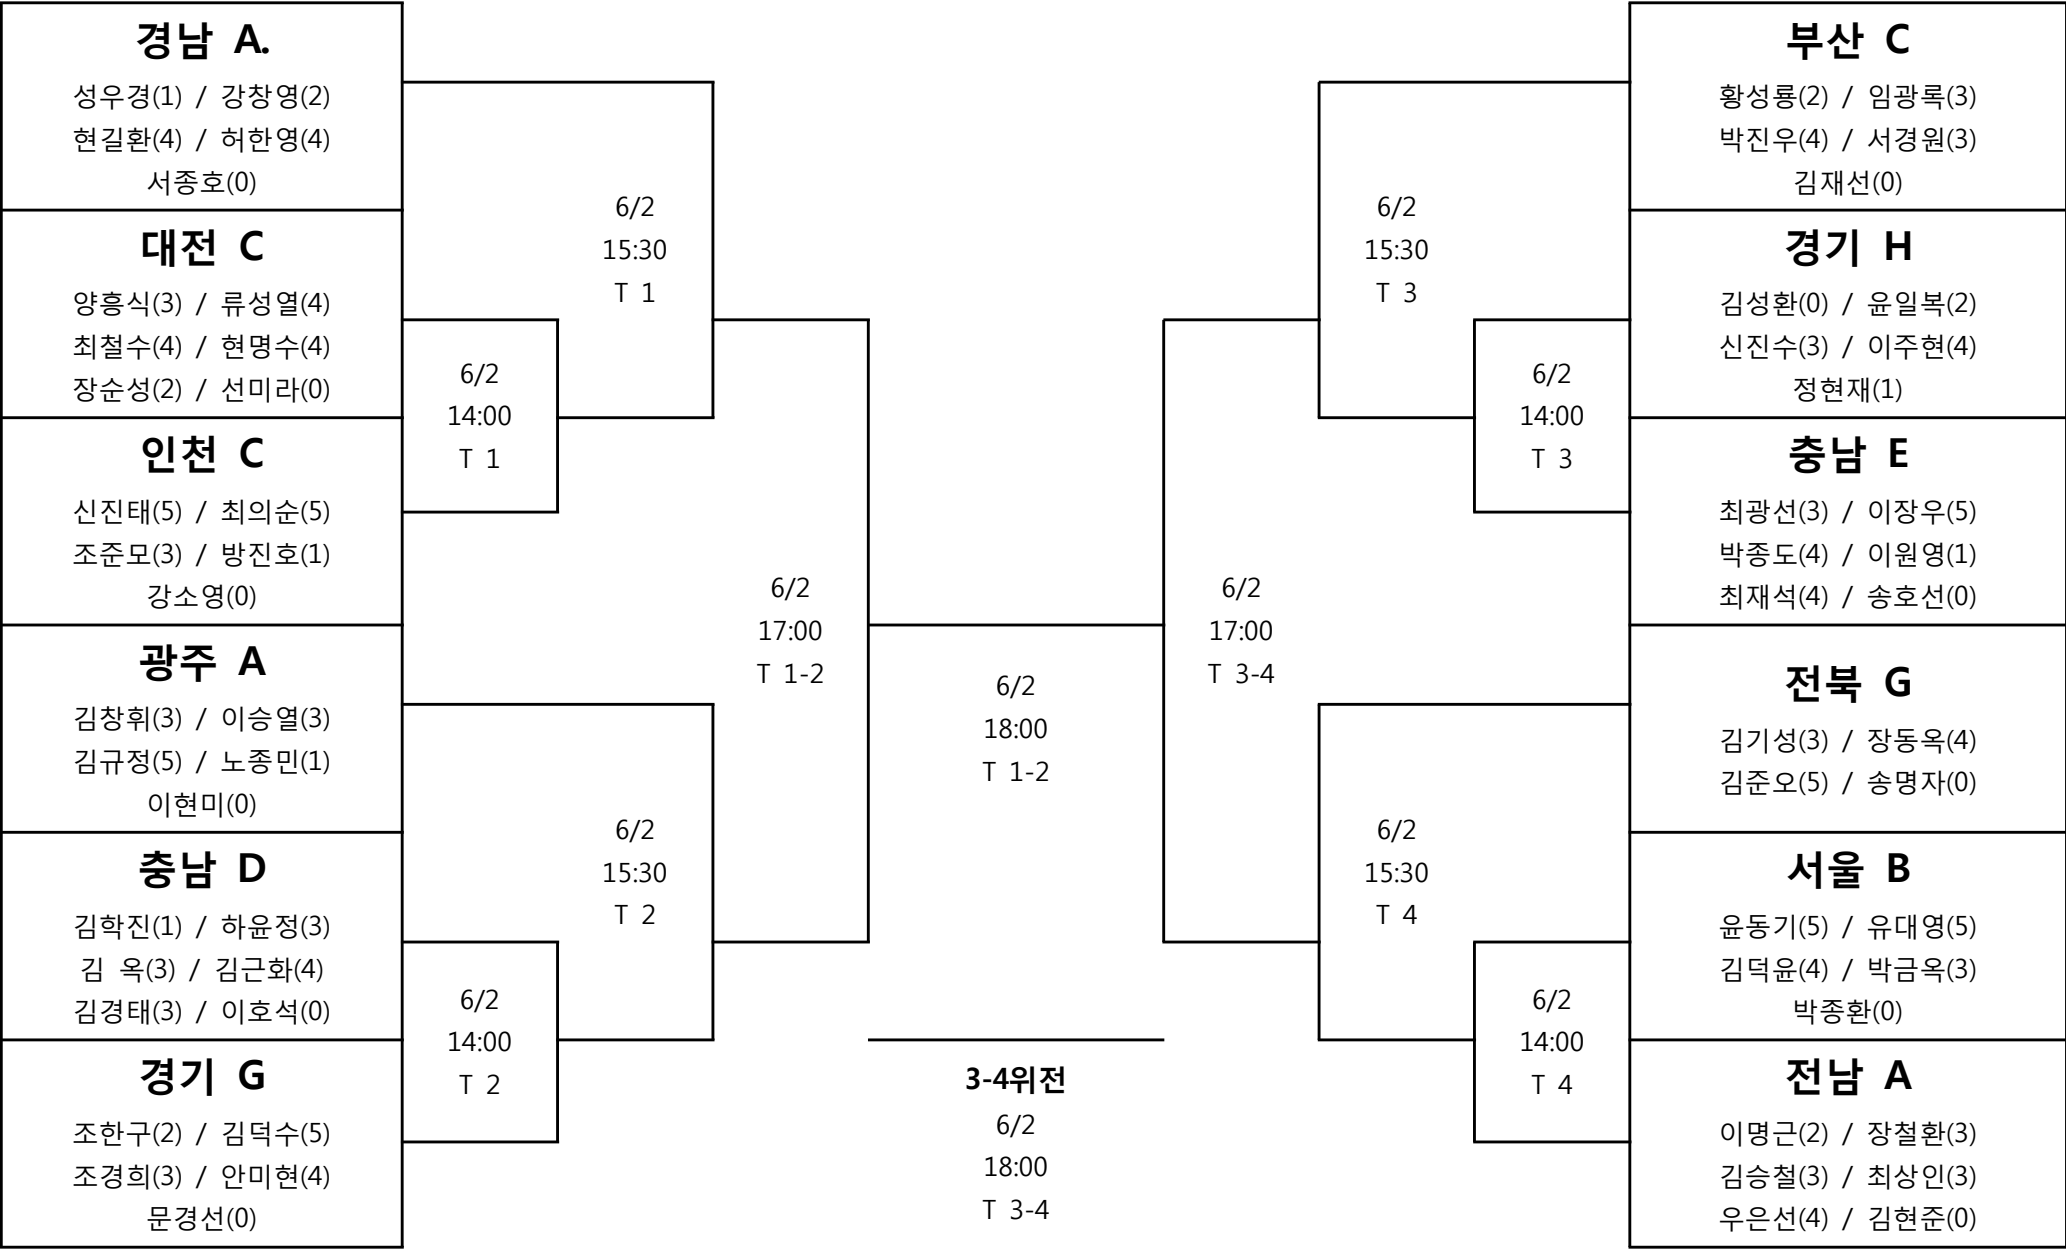 경남 A.
성우경(1) / 강창영(2)
현길환(4) / 허한영(4)
서종호(0)
대전 C
양흥식(3) / 류성열(4)
최철수(4) / 현명수(4)
장순성(2) / 선미라(0)
인천 C
신진태(5) / 최의순(5)
조준모(3) / 방진호(1)
강소영(0)
광주 A
김창휘(3) / 이승열(3)
김규정(5) / 노종민(1)
이현미(0)
충남 D
김학진(1) / 하윤정(3)
김 옥(3) / 김근화(4)
김경태(3) / 이호석(0)
경기 G
조한구(2) / 김덕수(5)
조경희(3) / 안미현(4)
문경선(0)
6/2
14:00
T 1
6/2
14:00
T 2
6/2
15:30
T 1
6/2
15:30
T 2
6/2
17:00
T 1-2
6/2
18:00
T 1-2
3-4위전
6/2
18:00
T 3-4
6/2
17:00
T 3-4
6/2
15:30
T 3
6/2
15:30
T 4
6/2
14:00
T 3
6/2
14:00
T 4
부산 C
황성룡(2) / 임광록(3)
박진우(4) / 서경원(3)
김재선(0)
경기 H
김성환(0) / 윤일복(2)
신진수(3) / 이주현(4)
정현재(1)
충남 E
최광선(3) / 이장우(5)
박종도(4) / 이원영(1)
최재석(4) / 송호선(0)
전북 G
김기성(3) / 장동옥(4)
김준오(5) / 송명자(0)
서울 B
윤동기(5) / 유대영(5)
김덕윤(4) / 박금옥(3)
박종환(0)
전남 A
이명근(2) / 장철환(3)
김승철(3) / 최상인(3)
우은선(4) / 김현준(0)